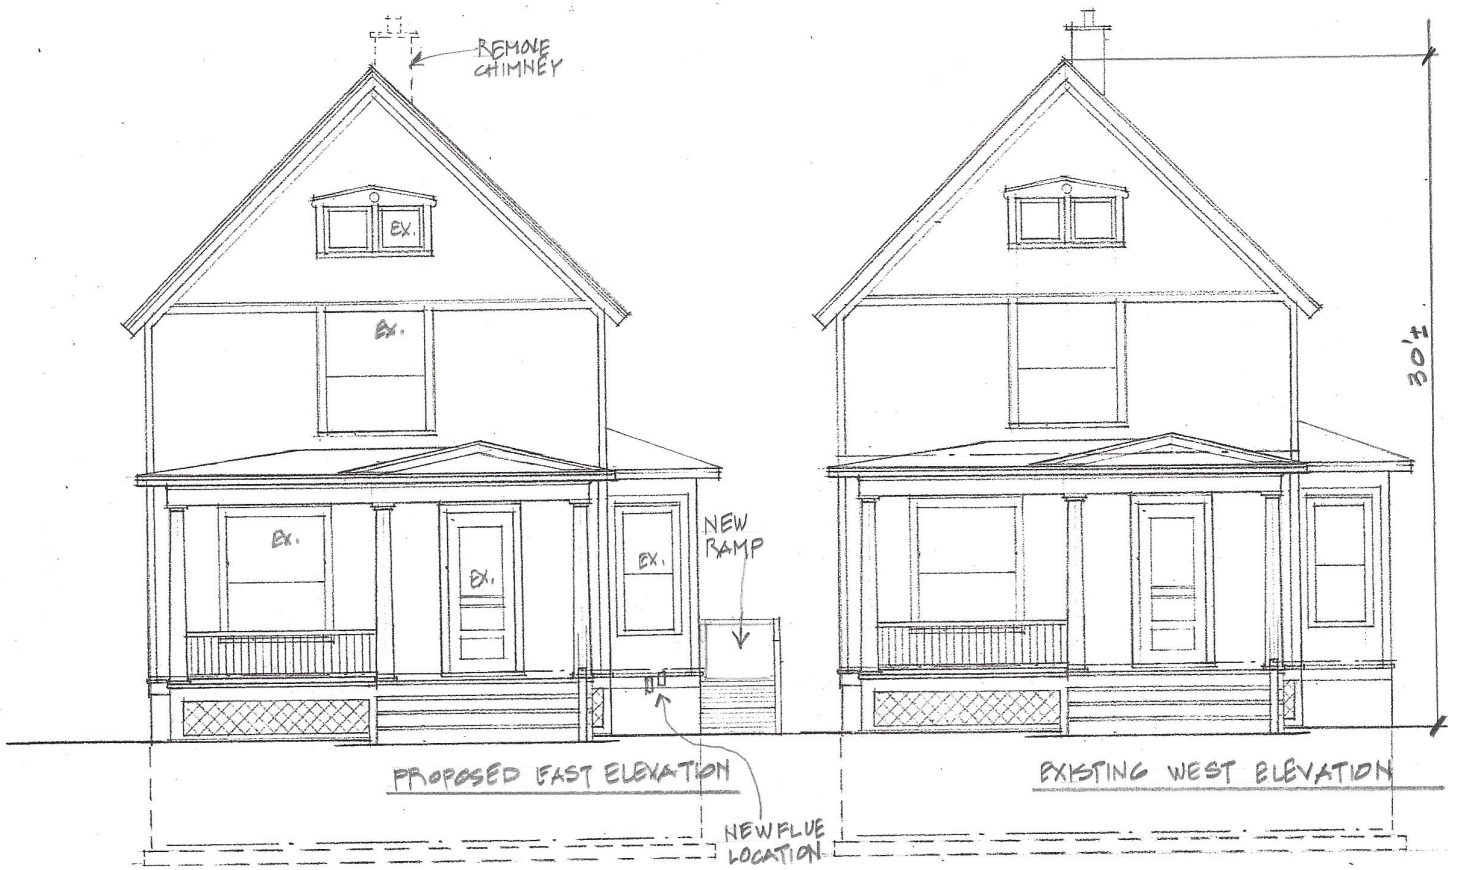 REMOVE
CHIMNEY
EX.
EX.
30'±
EX.
EX.
EX.
NEW
RAMP
PROPOSED EAST ELEVATION
EXISTING WEST ELEVATION
NEW FLUE
LOCATION